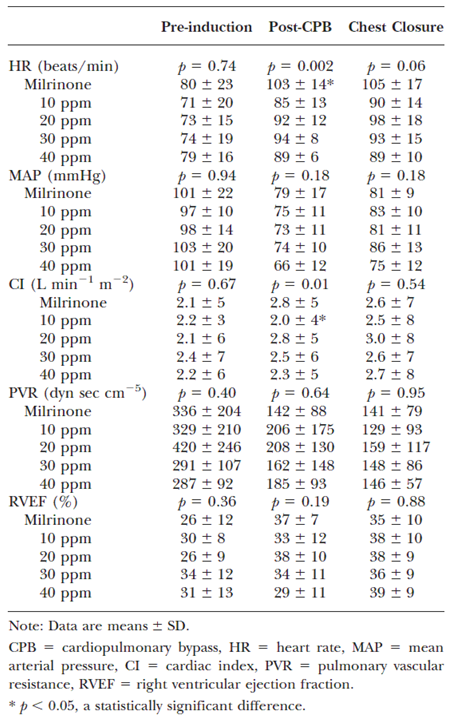 Pre-induction Post-CPB Chest Closure
HR (beats/min) p = 0.74 p = 0.002 p = 0.06
Milrinone 80 ± 23 103 ± 14* 105 ± 17
10 ppm 71 ± 20 85 ± 13 90 ± 14
20 ppm 73 ± 15 92 ± 12 98 ± 18
30 ppm 74 ± 19 94 ± 8 93 ± 15
40 ppm 79 ± 16 89 ± 6 89 ± 10
MAP (mmHg) p = 0.94 p = 0.18 p = 0.18
Milrinone 101 ± 22 79 ± 17 81 ± 9
10 ppm 97 ± 10 75 ± 11 83 ± 10
20 ppm 98 ± 14 73 ± 11 81 ± 11
30 ppm 103 ± 20 74 ± 10 86 ± 13
40 ppm 101 ± 19 66 ± 12 75 ± 12
CI (L min⁻¹ m⁻²) p = 0.67 p = 0.01 p = 0.54
Milrinone 2.1 ± 5 2.8 ± 5 2.6 ± 7
10 ppm 2.2 ± 3 2.0 ± 4* 2.5 ± 8
20 ppm 2.1 ± 6 2.8 ± 5 3.0 ± 8
30 ppm 2.4 ± 7 2.5 ± 6 2.6 ± 7
40 ppm 2.2 ± 6 2.3 ± 5 2.7 ± 8
PVR (dyn sec cm⁻⁵) p = 0.40 p = 0.64 p = 0.95
Milrinone 336 ± 204 142 ± 88 141 ± 79
10 ppm 329 ± 210 206 ± 175 129 ± 93
20 ppm 420 ± 246 208 ± 130 159 ± 117
30 ppm 291 ± 107 162 ± 148 148 ± 86
40 ppm 287 ± 92 185 ± 93 146 ± 57
RVEF (%) p = 0.36 p = 0.19 p = 0.88
Milrinone 26 ± 12 37 ± 7 35 ± 10
10 ppm 30 ± 8 33 ± 12 38 ± 10
20 ppm 26 ± 9 38 ± 10 38 ± 9
30 ppm 34 ± 12 34 ± 11 36 ± 9
40 ppm 31 ± 13 29 ± 11 39 ± 9
Note: Data are means ± SD.
CPB = cardiopulmonary bypass, HR = heart rate, MAP = mean
arterial pressure, CI = cardiac index, PVR = pulmonary vascular
resistance, RVEF = right ventricular ejection fraction.
* p < 0.05, a statistically significant difference.